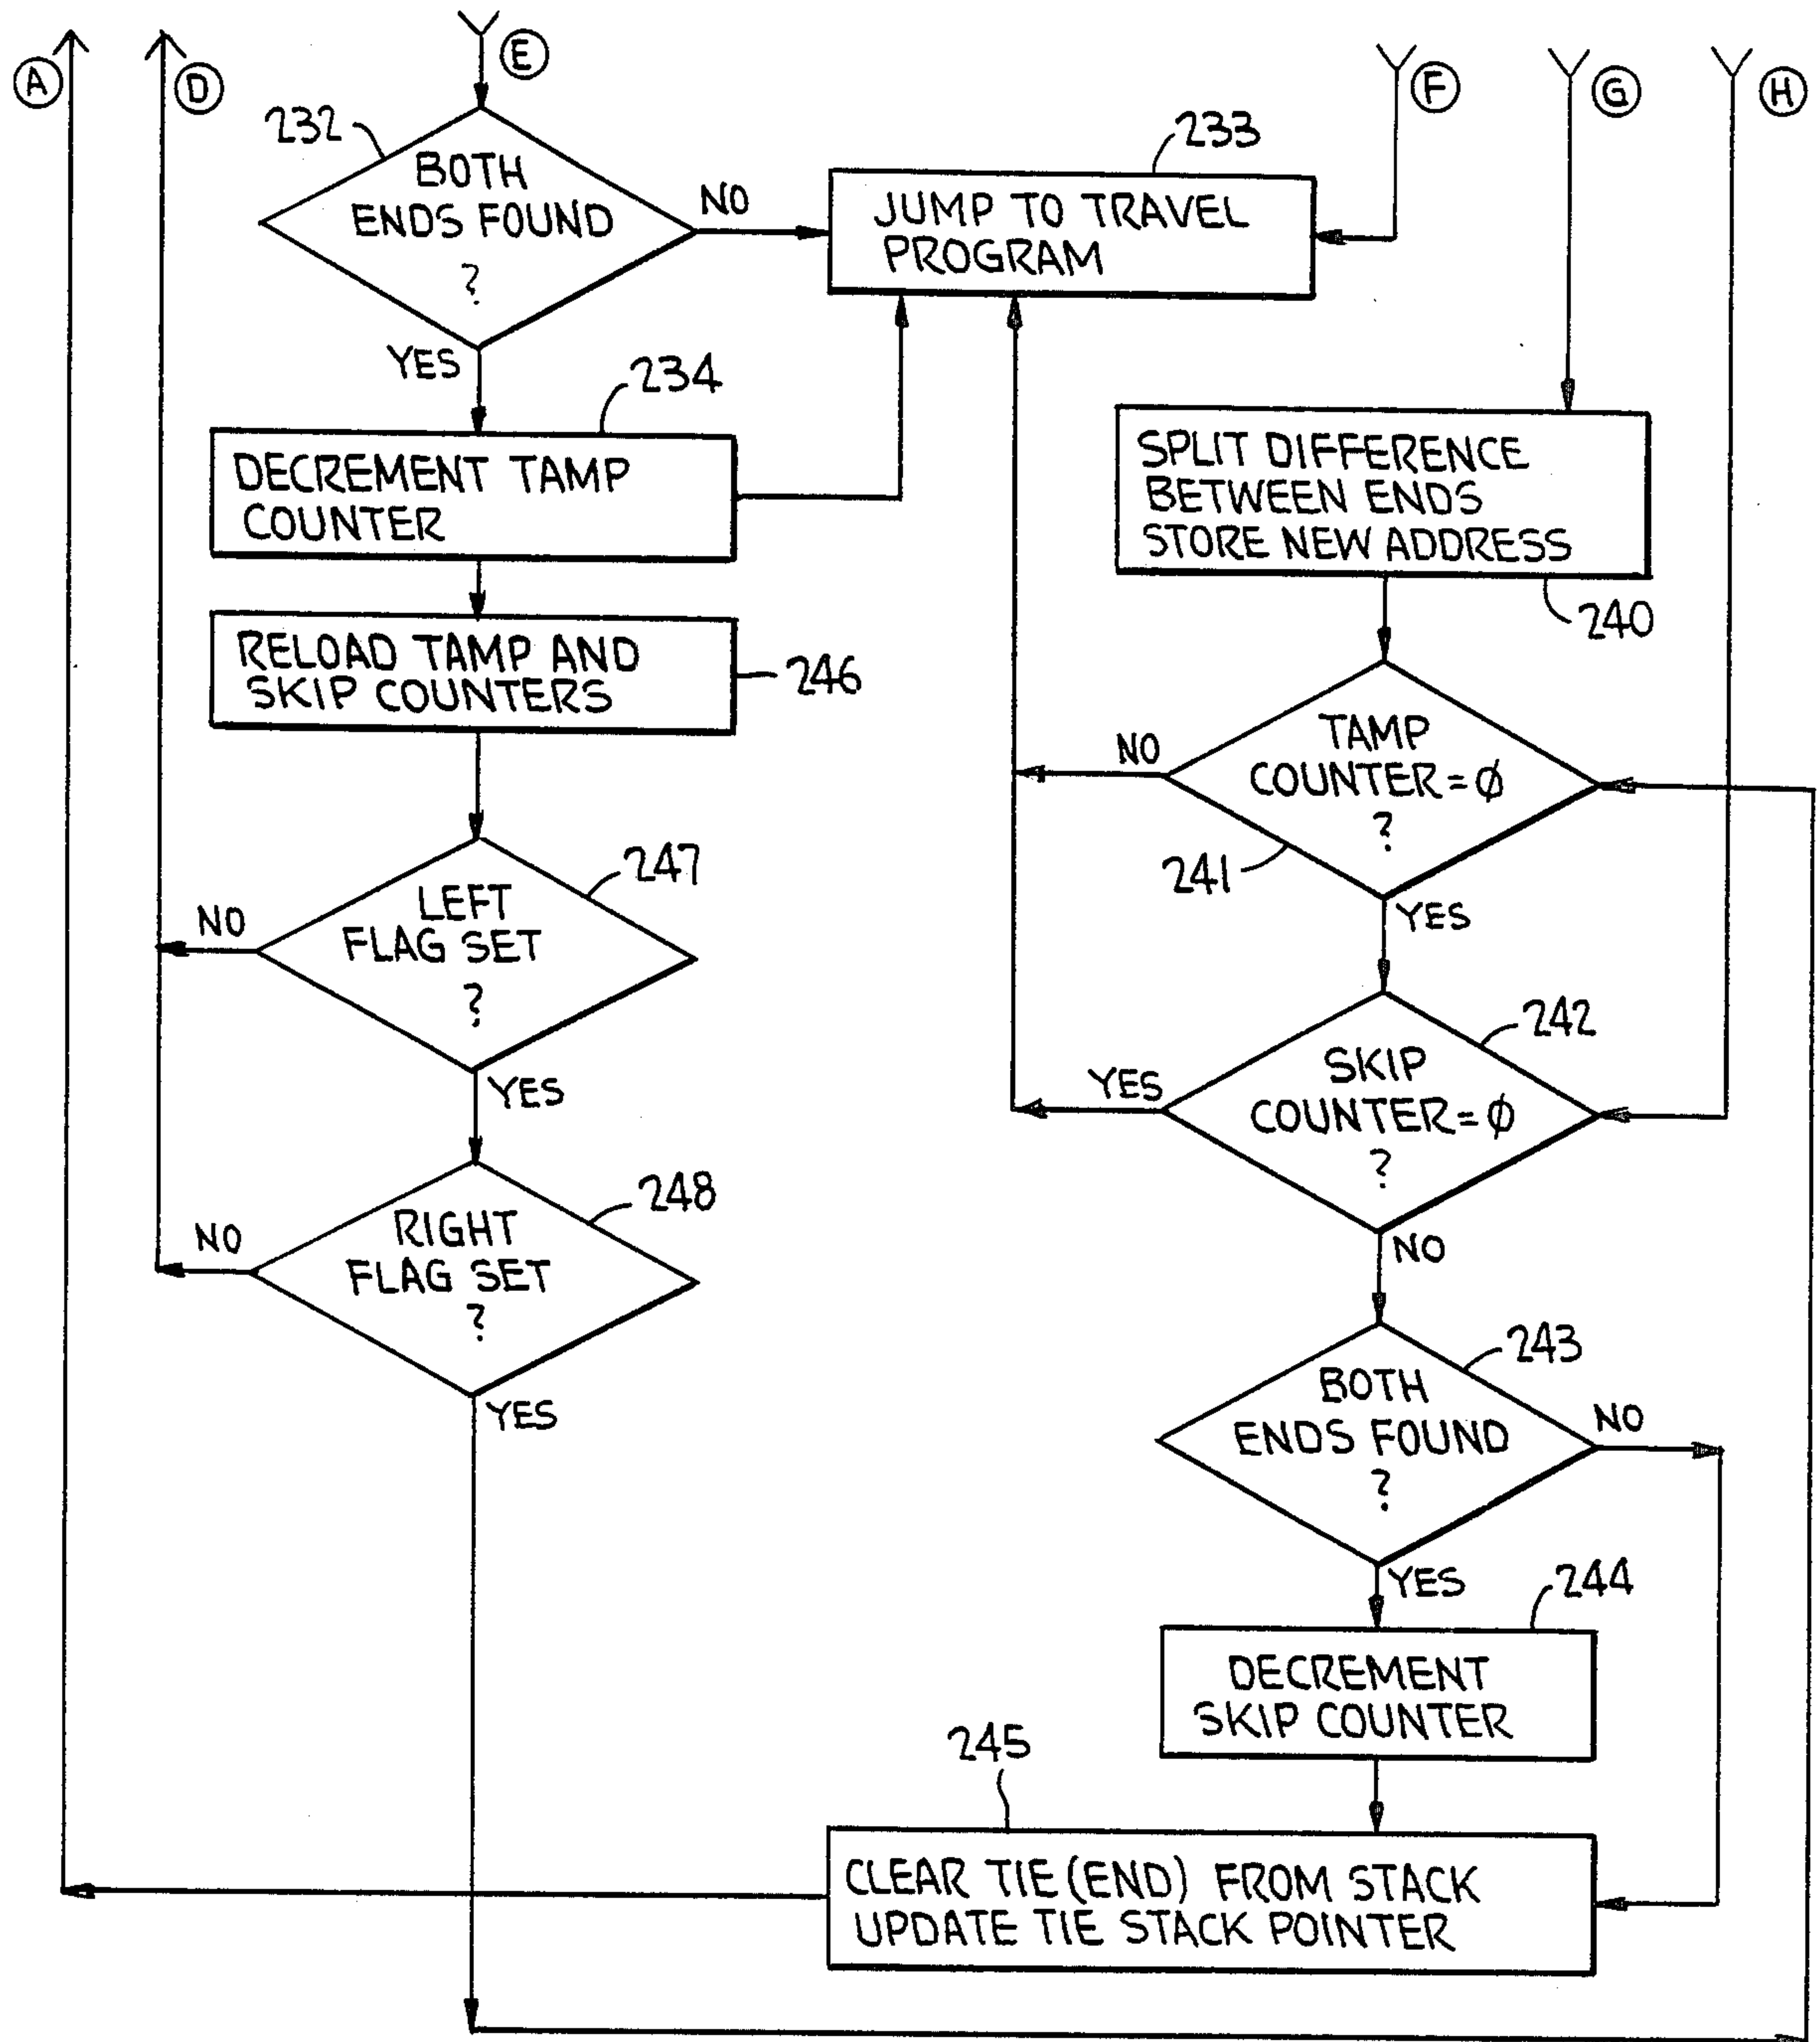 A
D
E
F
G
H
232
BOTH
ENDS FOUND
?
NO
YES
233
JUMP TO TRAVEL
PROGRAM
234
DECREMENT TAMP
COUNTER
SPLIT DIFFERENCE
BETWEEN ENDS
STORE NEW ADDRESS
240
RELOAD TAMP AND
SKIP COUNTERS
246
TAMP
COUNTER=∅
?
NO
241
YES
247
LEFT
FLAG SET
?
NO
YES
242
SKIP
COUNTER=∅
?
YES
NO
248
RIGHT
FLAG SET
?
NO
YES
243
BOTH
ENDS FOUND
?
NO
YES
244
DECREMENT
SKIP COUNTER
245
CLEAR TIE (END) FROM STACK
UPDATE TIE STACK POINTER